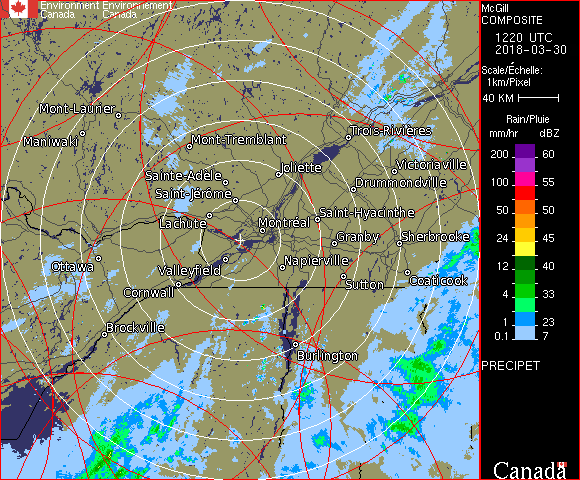 Environment Environnement
Canada Canada
McGill
COMPOSITE
1220 UTC
2018-03-30
Scale/Échelle:
1km/Pixel
40 KM
Rain/Pluie
mm/hr dBZ
200 60
100 55
50 50
24 45
12 40
4 33
1 23
0.1 7
PRECIPET
Canada
Mont-Laurier
Maniwaki
Mont-Tremblant
Trois-Rivières
Joliette
Victoriaville
Sainte-Adèle
Drummondville
Saint-Jérôme
Saint-Hyacinthe
Lachute
Montréal
Granby
Sherbrooke
Ottawa
Valleyfield
Napierville
Cornwall
Sutton
Coaticook
Brockville
Burlington